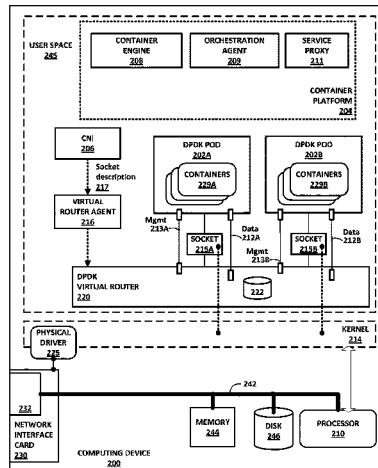 USER SPACE
245
CONTAINER
ENGINE
208
ORCHESTRATION
AGENT
209
SERVICE
PROXY
211
CONTAINER
PLATFORM
204
CNI
206
Socket
description
217
VIRTUAL
ROUTER AGENT
216
DPDK POD
202A
CONTAINERS
229A
DPDK POD
202B
CONTAINERS
229B
Mgmt
213A
SOCKET
215A
Data
212A
Mgmt
213B
SOCKET
215B
Data
212B
DPDK
VIRTUAL ROUTER
220
222
PHYSICAL
DRIVER
225
KERNEL
214
232
NETWORK
INTERFACE
CARD
230
242
MEMORY
244
DISK
246
PROCESSOR
210
COMPUTING DEVICE
200